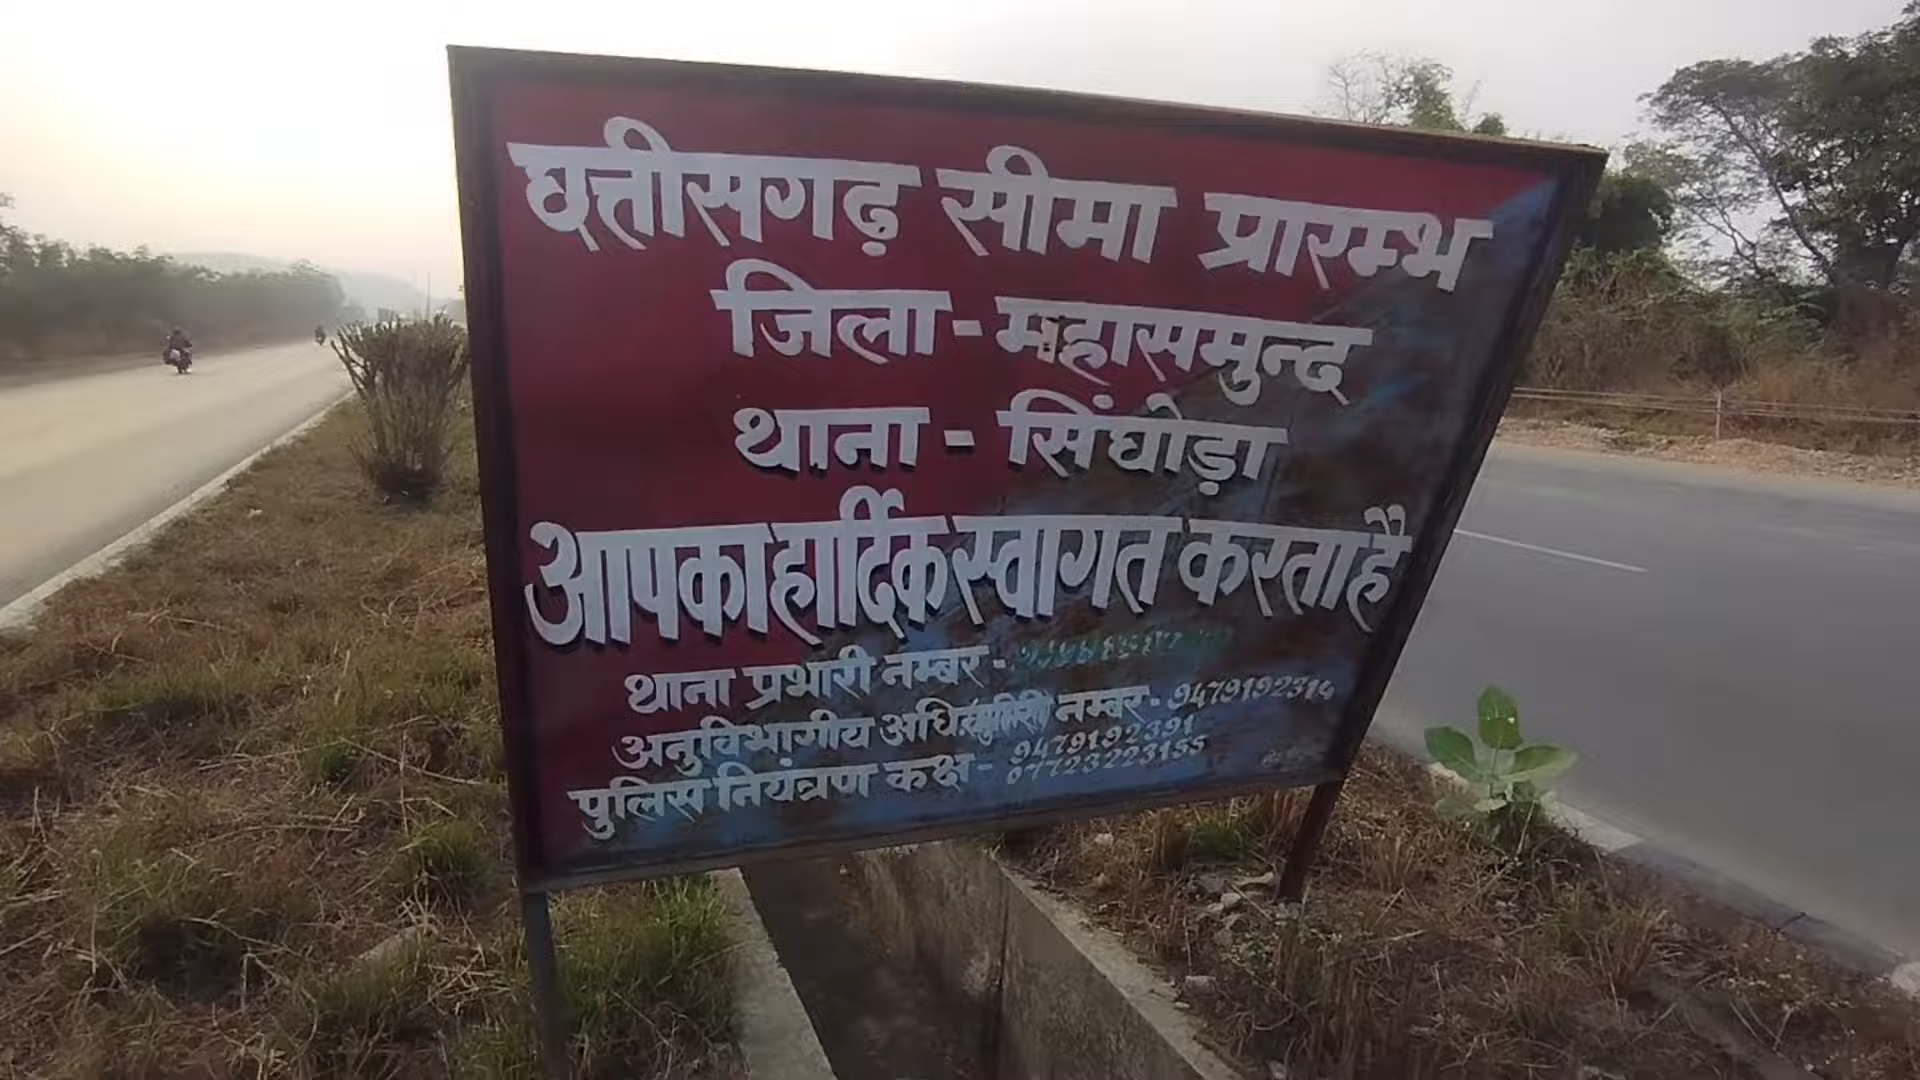 छत्तीसगढ़ सीमा प्रारम्भ
जिला - महासमुन्द
थाना - सिंघोड़ा
आपका हार्दिक स्वागत करता है
थाना प्रभारी नम्बर -
अनुविभागीय नम्बर - 9479192314
पुलिस नियंत्रण कक्ष - 9479192391
07723223155